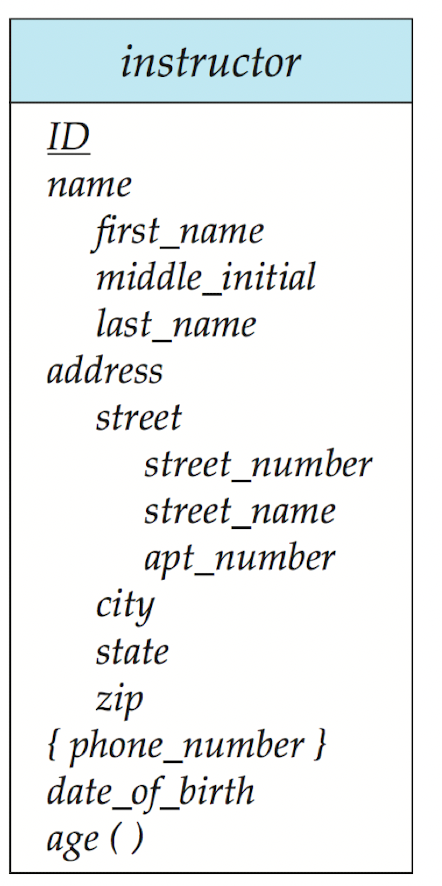 instructor
ID
name
first_name
middle_initial
last_name
address
street
street_number
street_name
apt_number
city
state
zip
{ phone_number }
date_of_birth
age ( )